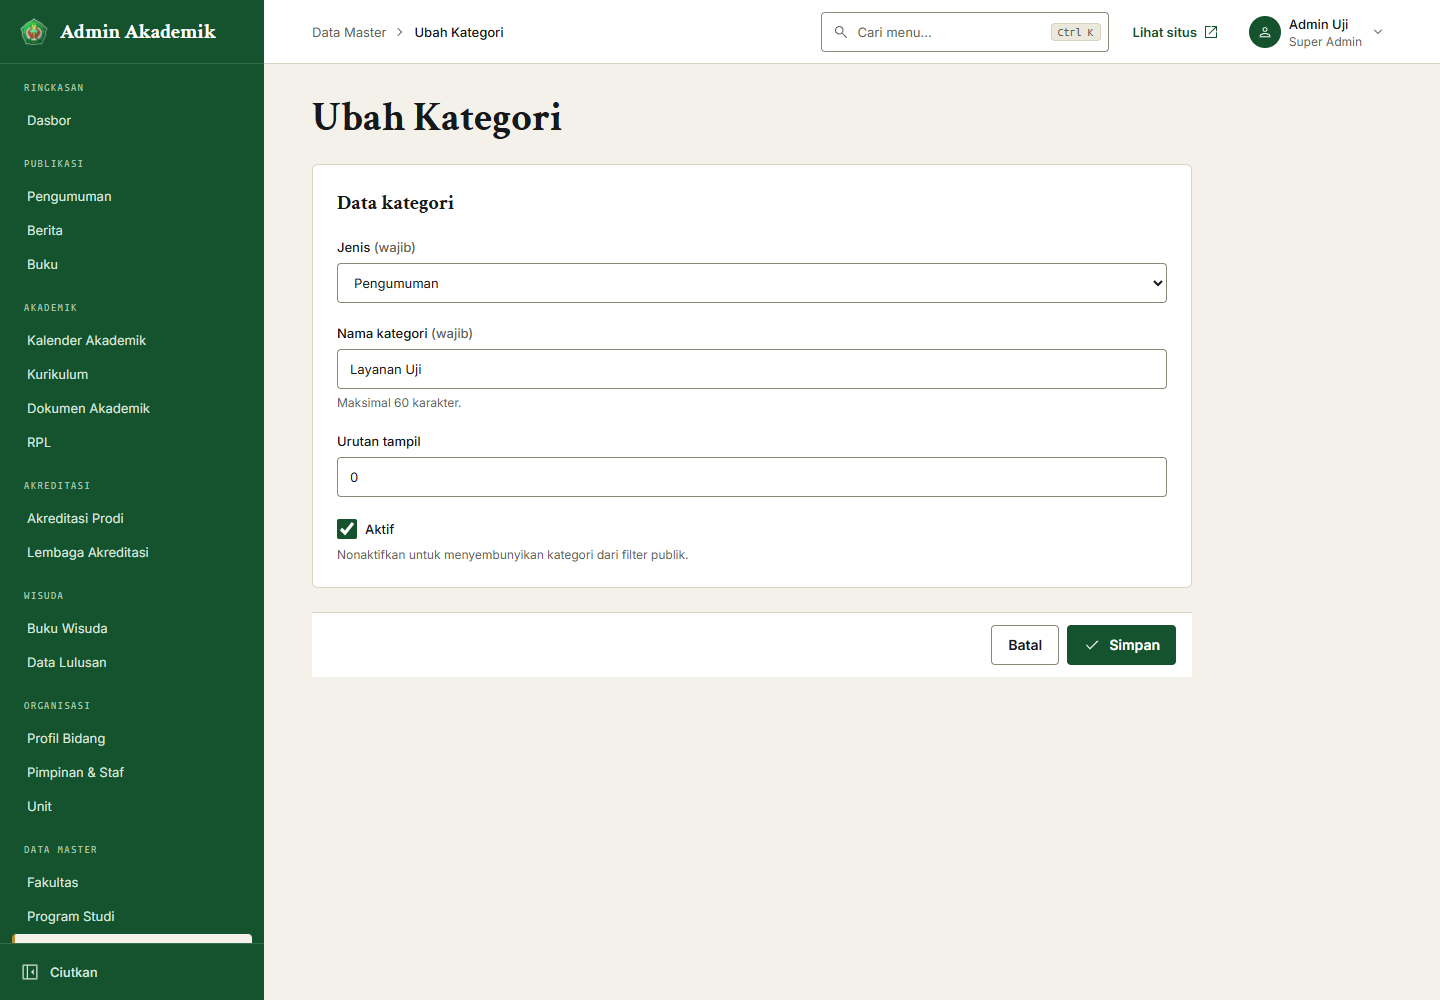 Admin Akademik
Data Master > Ubah Kategori
Cari menu...
Ctrl K
Lihat situs
Admin Uji
Super Admin
RINGKASAN
Dasbor
PUBLIKASI
Pengumuman
Berita
Buku
AKADEMIK
Kalender Akademik
Kurikulum
Dokumen Akademik
RPL
AKREDITASI
Akreditasi Prodi
Lembaga Akreditasi
WISUDA
Buku Wisuda
Data Lulusan
ORGANISASI
Profil Bidang
Pimpinan & Staf
Unit
DATA MASTER
Fakultas
Program Studi
Ciutkan
Ubah Kategori
Data kategori
Jenis (wajib)
Pengumuman
Nama kategori (wajib)
Layanan Uji
Maksimal 60 karakter.
Urutan tampil
0
Aktif
Nonaktifkan untuk menyembunyikan kategori dari filter publik.
Batal
Simpan